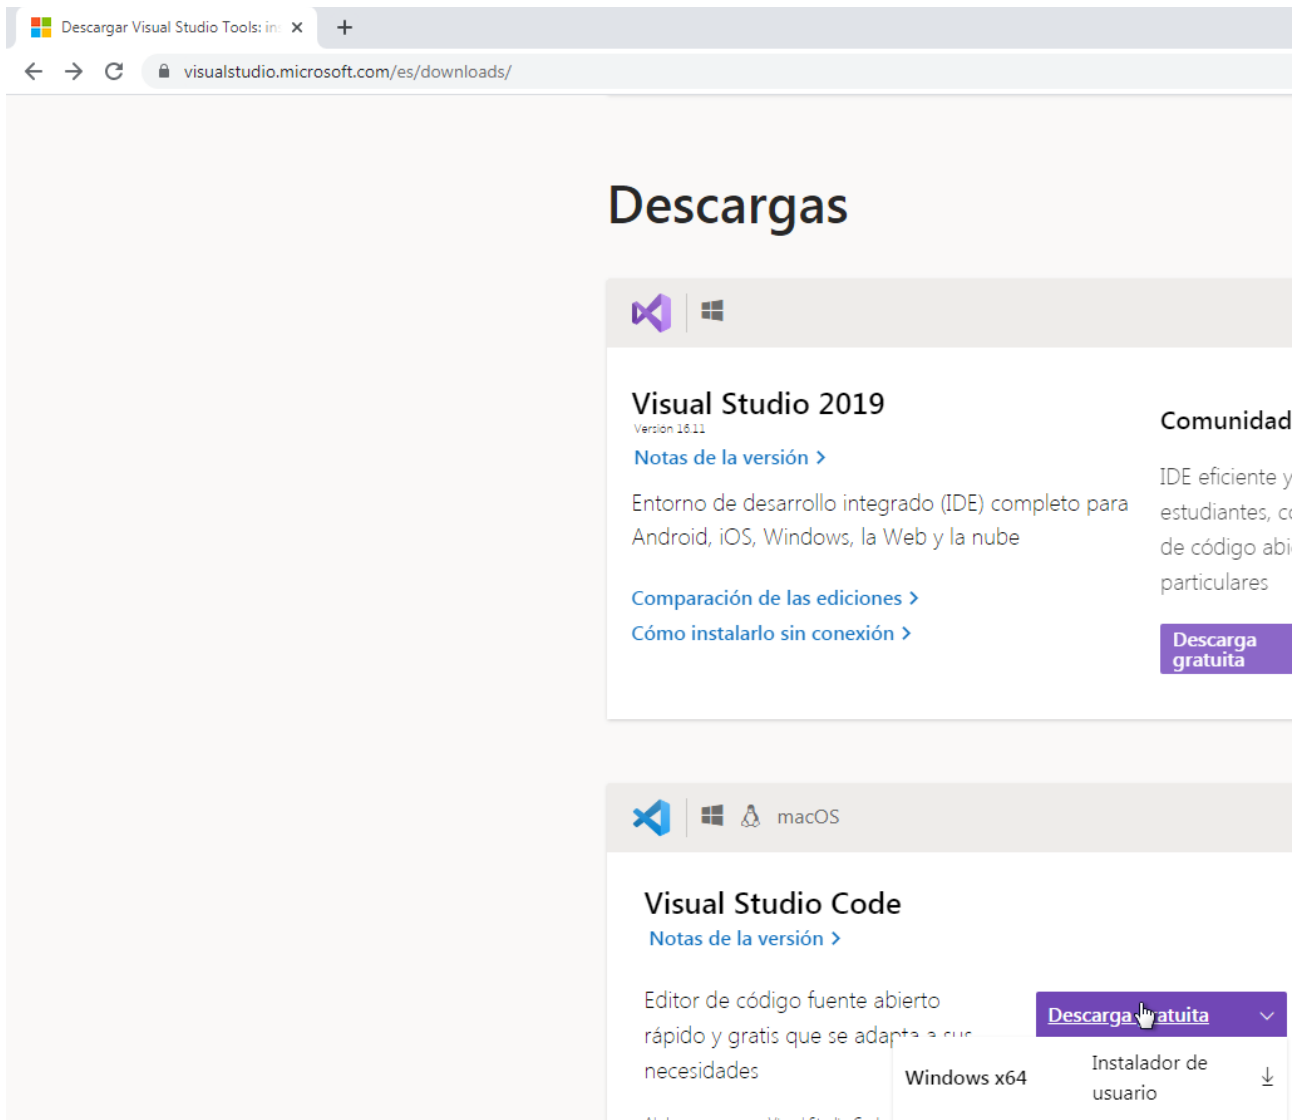 Descargar Visual Studio Tools: in
visualstudio.microsoft.com/es/downloads/
Descargas
Visual Studio 2019
Versión 16.11
Notas de la versión
Entorno de desarrollo integrado (IDE) completo para
Android, iOS, Windows, la Web y la nube
Comparación de las ediciones
Cómo instalarlo sin conexión
Comunidad
IDE eficiente y
estudiantes, co
de código abi
particulares
Descarga
gratuita
macOS
Visual Studio Code
Notas de la versión
Editor de código fuente abierto
rápido y gratis que se adapta a sus
necesidades
Descarga gratuita
Windows x64
Instalador de
usuario